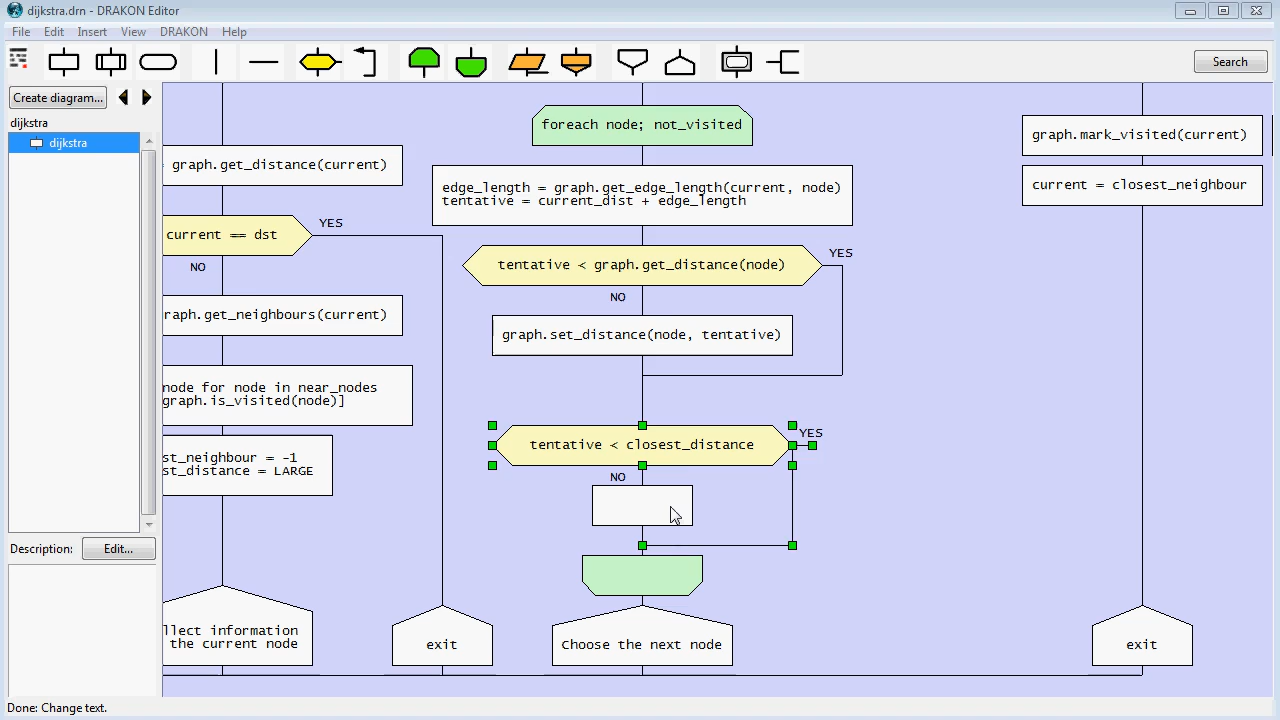 dijkstra.drn - DRAKON Editor
File Edit Insert View DRAKON Help
Search
Create diagram...
dijkstra
dijkstra
Description: Edit...
= graph.get_distance(current)
current == dst
YES
NO
graph.get_neighbours(current)
node for node in near_nodes
graph.is_visited(node)]
st_neighbour = -1
st_distance = LARGE
llect information
the current node
exit
foreach node; not_visited
edge_length = graph.get_edge_length(current, node)
tentative = current_dist + edge_length
tentative < graph.get_distance(node)
YES
NO
graph.set_distance(node, tentative)
tentative < closest_distance
YES
NO
Choose the next node
graph.mark_visited(current)
current = closest_neighbour
exit
Done: Change text.